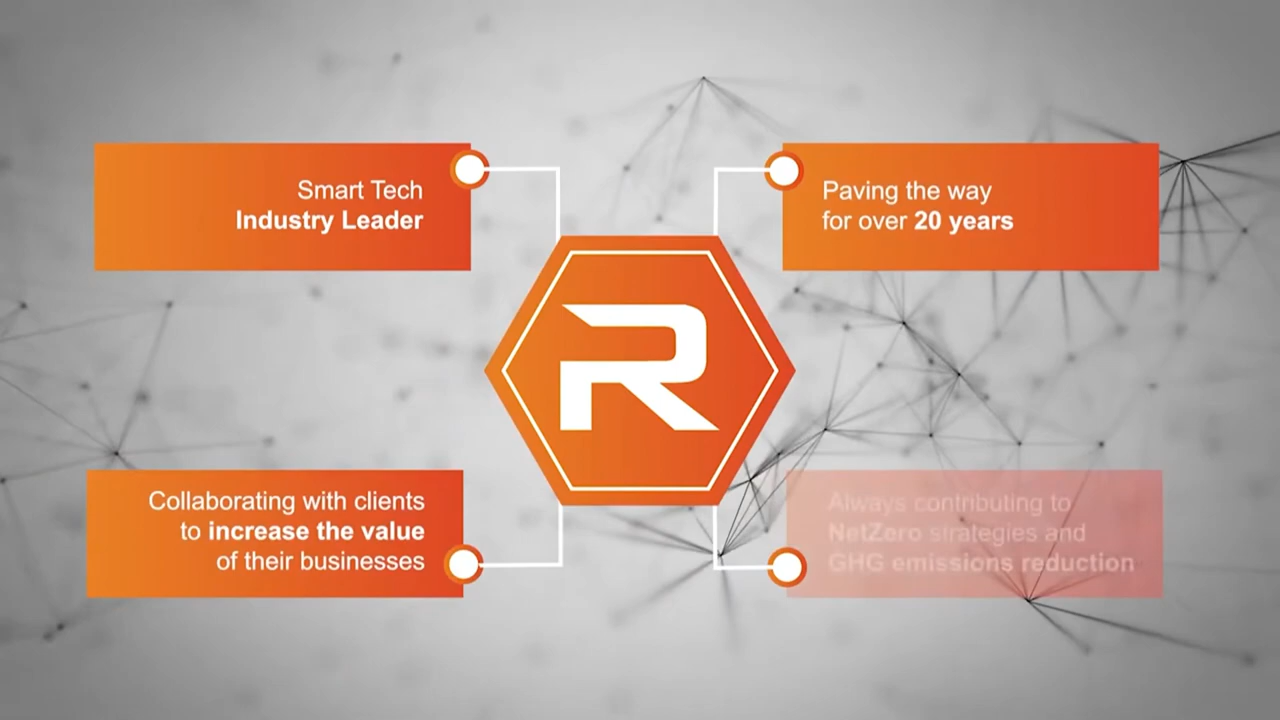 Smart Tech
Industry Leader
Paving the way
for over 20 years
R
Collaborating with clients
to increase the value
of their businesses
Always contributing to
NetZero strategies and
GHG emissions reduction